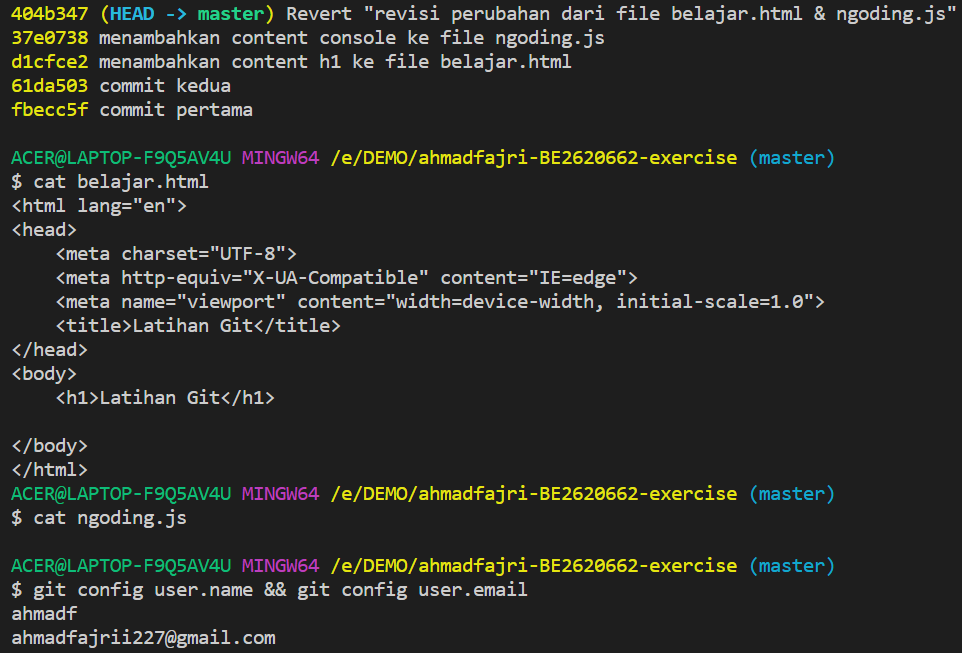 404b347 (HEAD -> master) Revert "revisi perubahan dari file belajar.html & ngoding.js"
37e0738 menambahkan content console ke file ngoding.js
d1cfce2 menambahkan content h1 ke file belajar.html
61da503 commit kedua
fbecc5f commit pertama
ACER@LAPTOP-F9Q5AV4U MINGW64 /e/DEMO/ahmadfajri-BE2620662-exercise (master)
$ cat belajar.html
<html lang="en">
<head>
    <meta charset="UTF-8">
    <meta http-equiv="X-UA-Compatible" content="IE=edge">
    <meta name="viewport" content="width=device-width, initial-scale=1.0">
    <title>Latihan Git</title>
</head>
<body>
    <h1>Latihan Git</h1>
</body>
</html>
ACER@LAPTOP-F9Q5AV4U MINGW64 /e/DEMO/ahmadfajri-BE2620662-exercise (master)
$ cat ngoding.js
ACER@LAPTOP-F9Q5AV4U MINGW64 /e/DEMO/ahmadfajri-BE2620662-exercise (master)
$ git config user.name && git config user.email
ahmadf
ahmadfajrii227@gmail.com